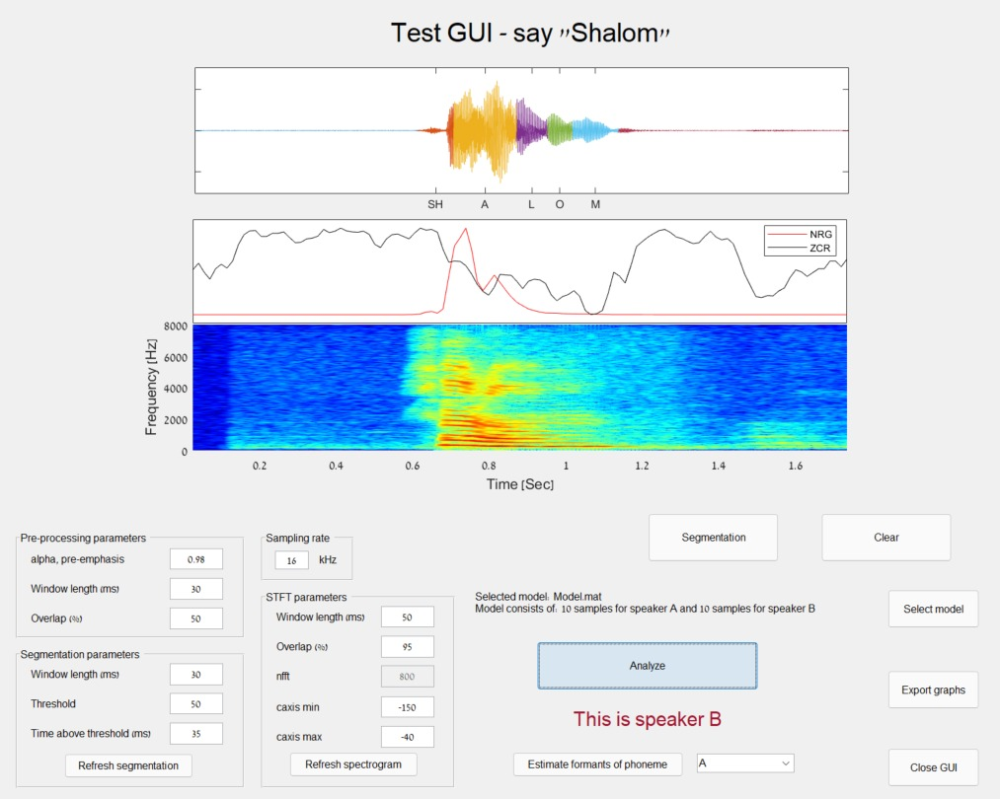 Test GUI - say "Shalom"
SH A L O M
NRG
ZCR
8000
6000
4000
2000
0
Frequency [Hz]
0.2 0.4 0.6 0.8 1 1.2 1.4 1.6
Time [Sec]
Segmentation
Clear
Pre-processing parameters
alpha, pre-emphasis 0.98
Window length (ms) 30
Overlap (%) 50
Sampling rate
16 kHz
Segmentation parameters
Window length (ms) 30
Threshold 50
Time above threshold (ms) 35
Refresh segmentation
STFT parameters
Window length (ms) 50
Overlap (%) 95
nfft 800
caxis min -150
caxis max -40
Refresh spectrogram
Selected model: Model.mat
Model consists of: 10 samples for speaker A and 10 samples for speaker B
Select model
Analyze
Export graphs
This is speaker B
Estimate formants of phoneme A
Close GUI